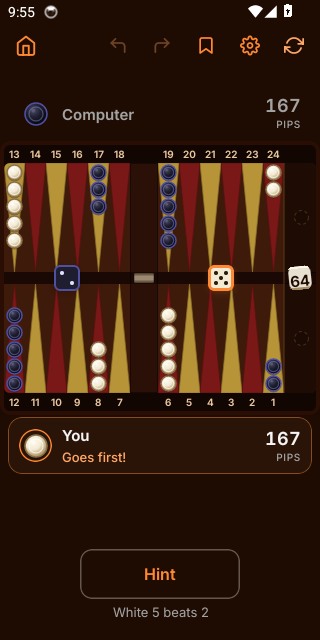 9:55
Computer
167
PIPS
13 14 15 16 17 18 19 20 21 22 23 24
64
12 11 10 9 8 7 6 5 4 3 2 1
You
Goes first!
167
PIPS
Hint
White 5 beats 2